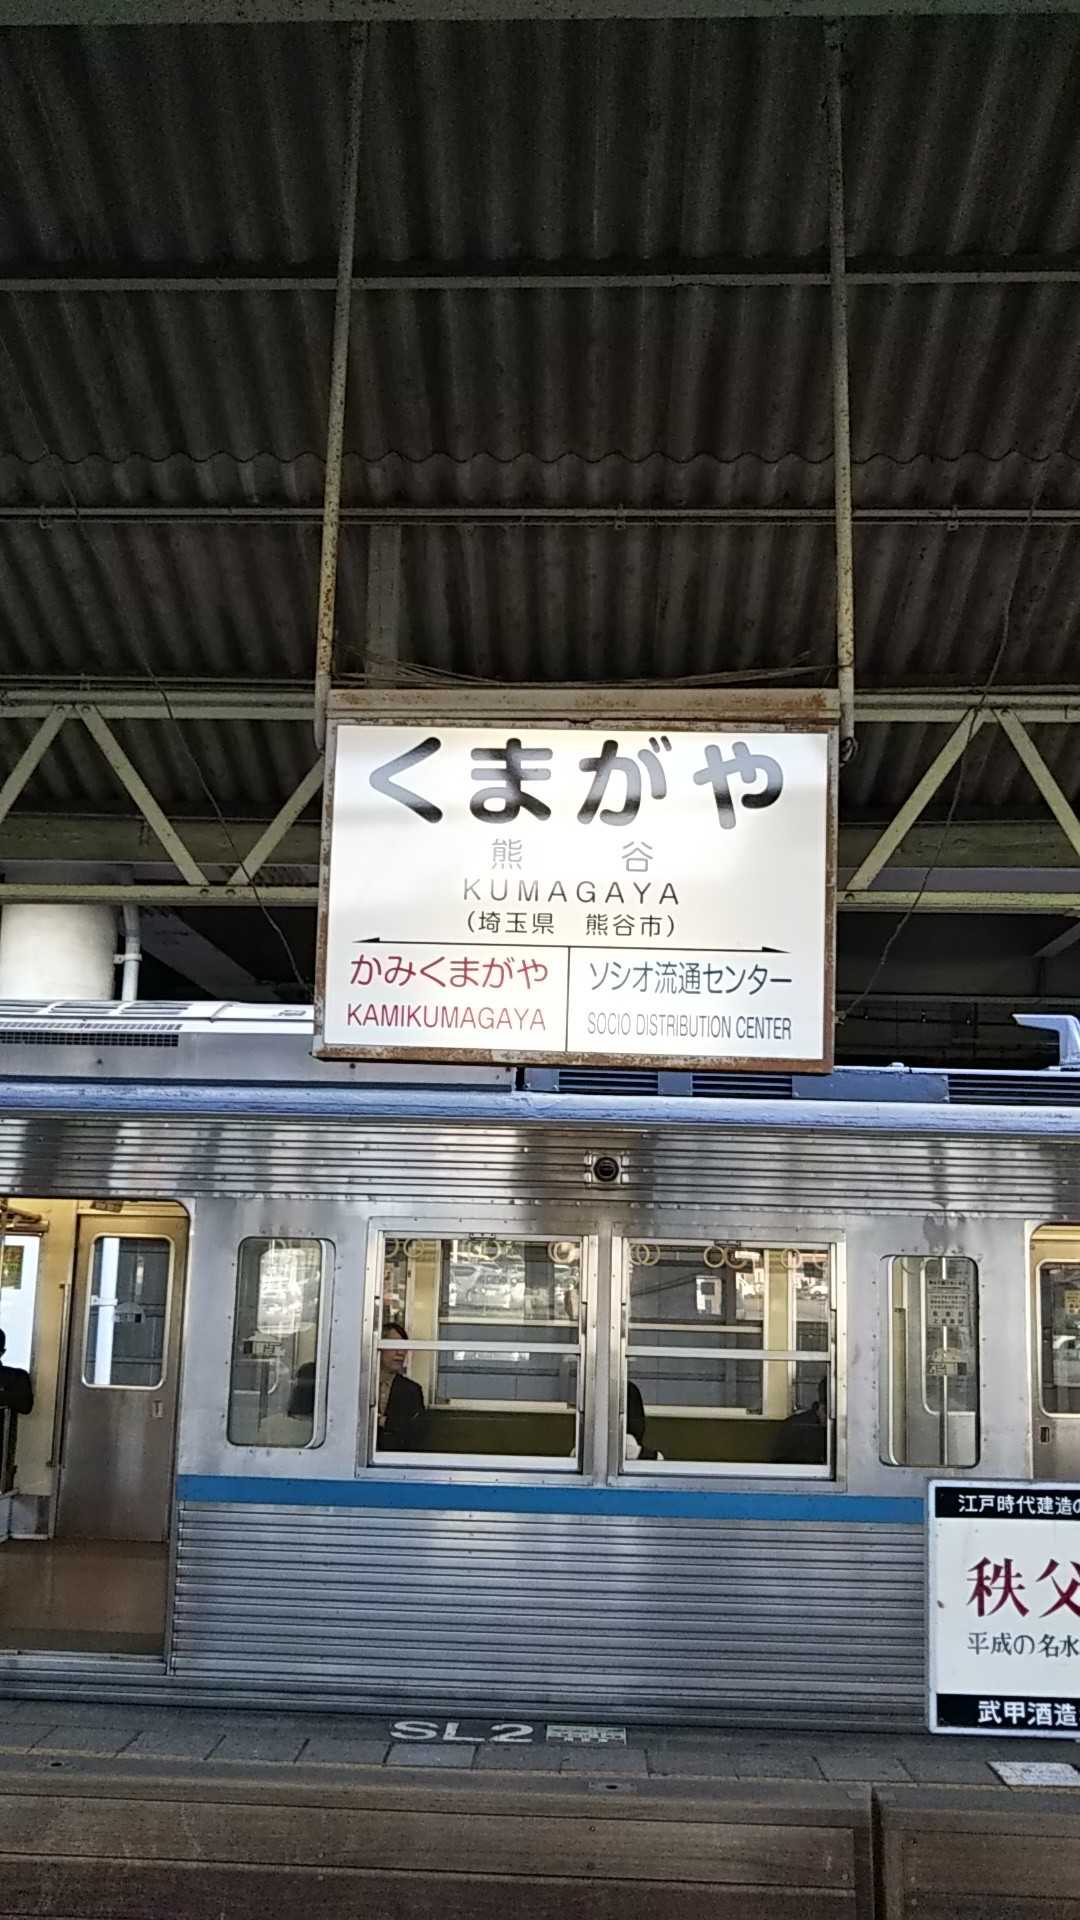 くまがや
熊谷
KUMAGAYA
(埼玉県 熊谷市)
かみくまがや
KAMIKUMAGAYA
ソシオ流通センター
SOCIO DISTRIBUTION CENTER
江戸時代建造の
秩父
平成の名水
武甲酒造
SL2